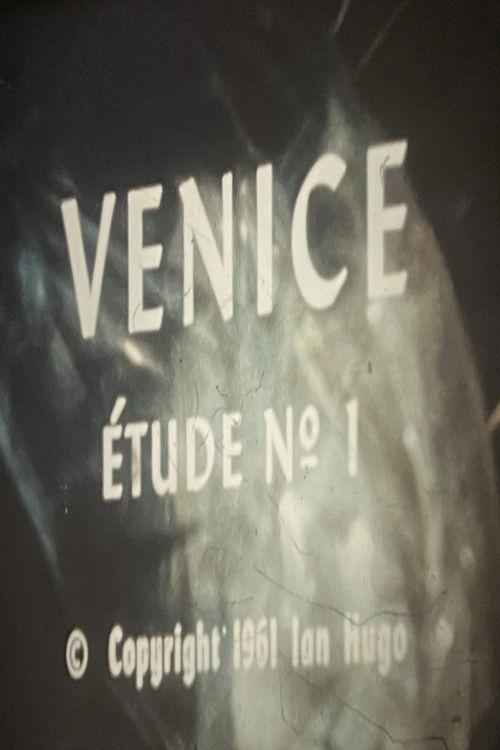 VENICE
ÉTUDE Nº 1
© Copyright 1961 Ian Hugo